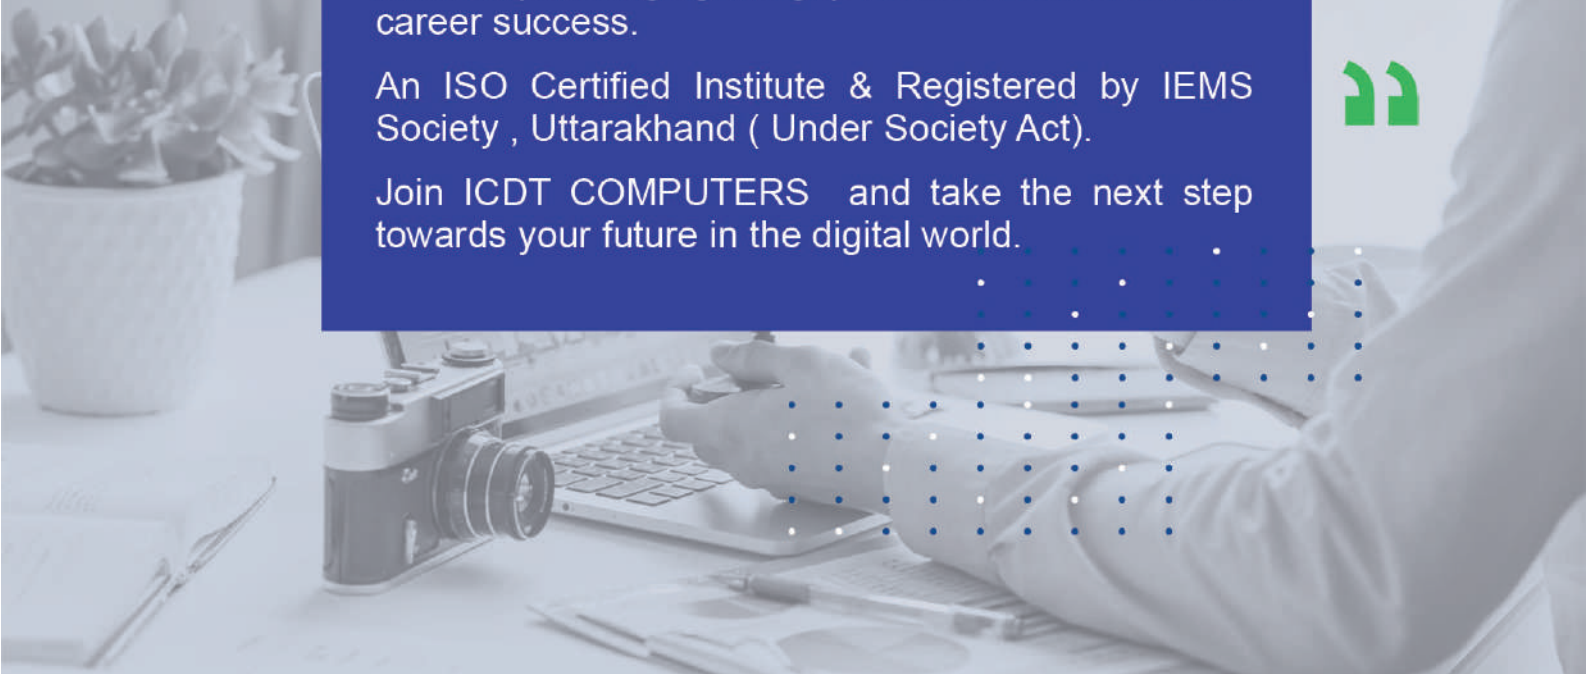 career success.
An ISO Certified Institute & Registered by IEMS
Society , Uttarakhand ( Under Society Act).
Join ICDT COMPUTERS  and take the next step
towards your future in the digital world.